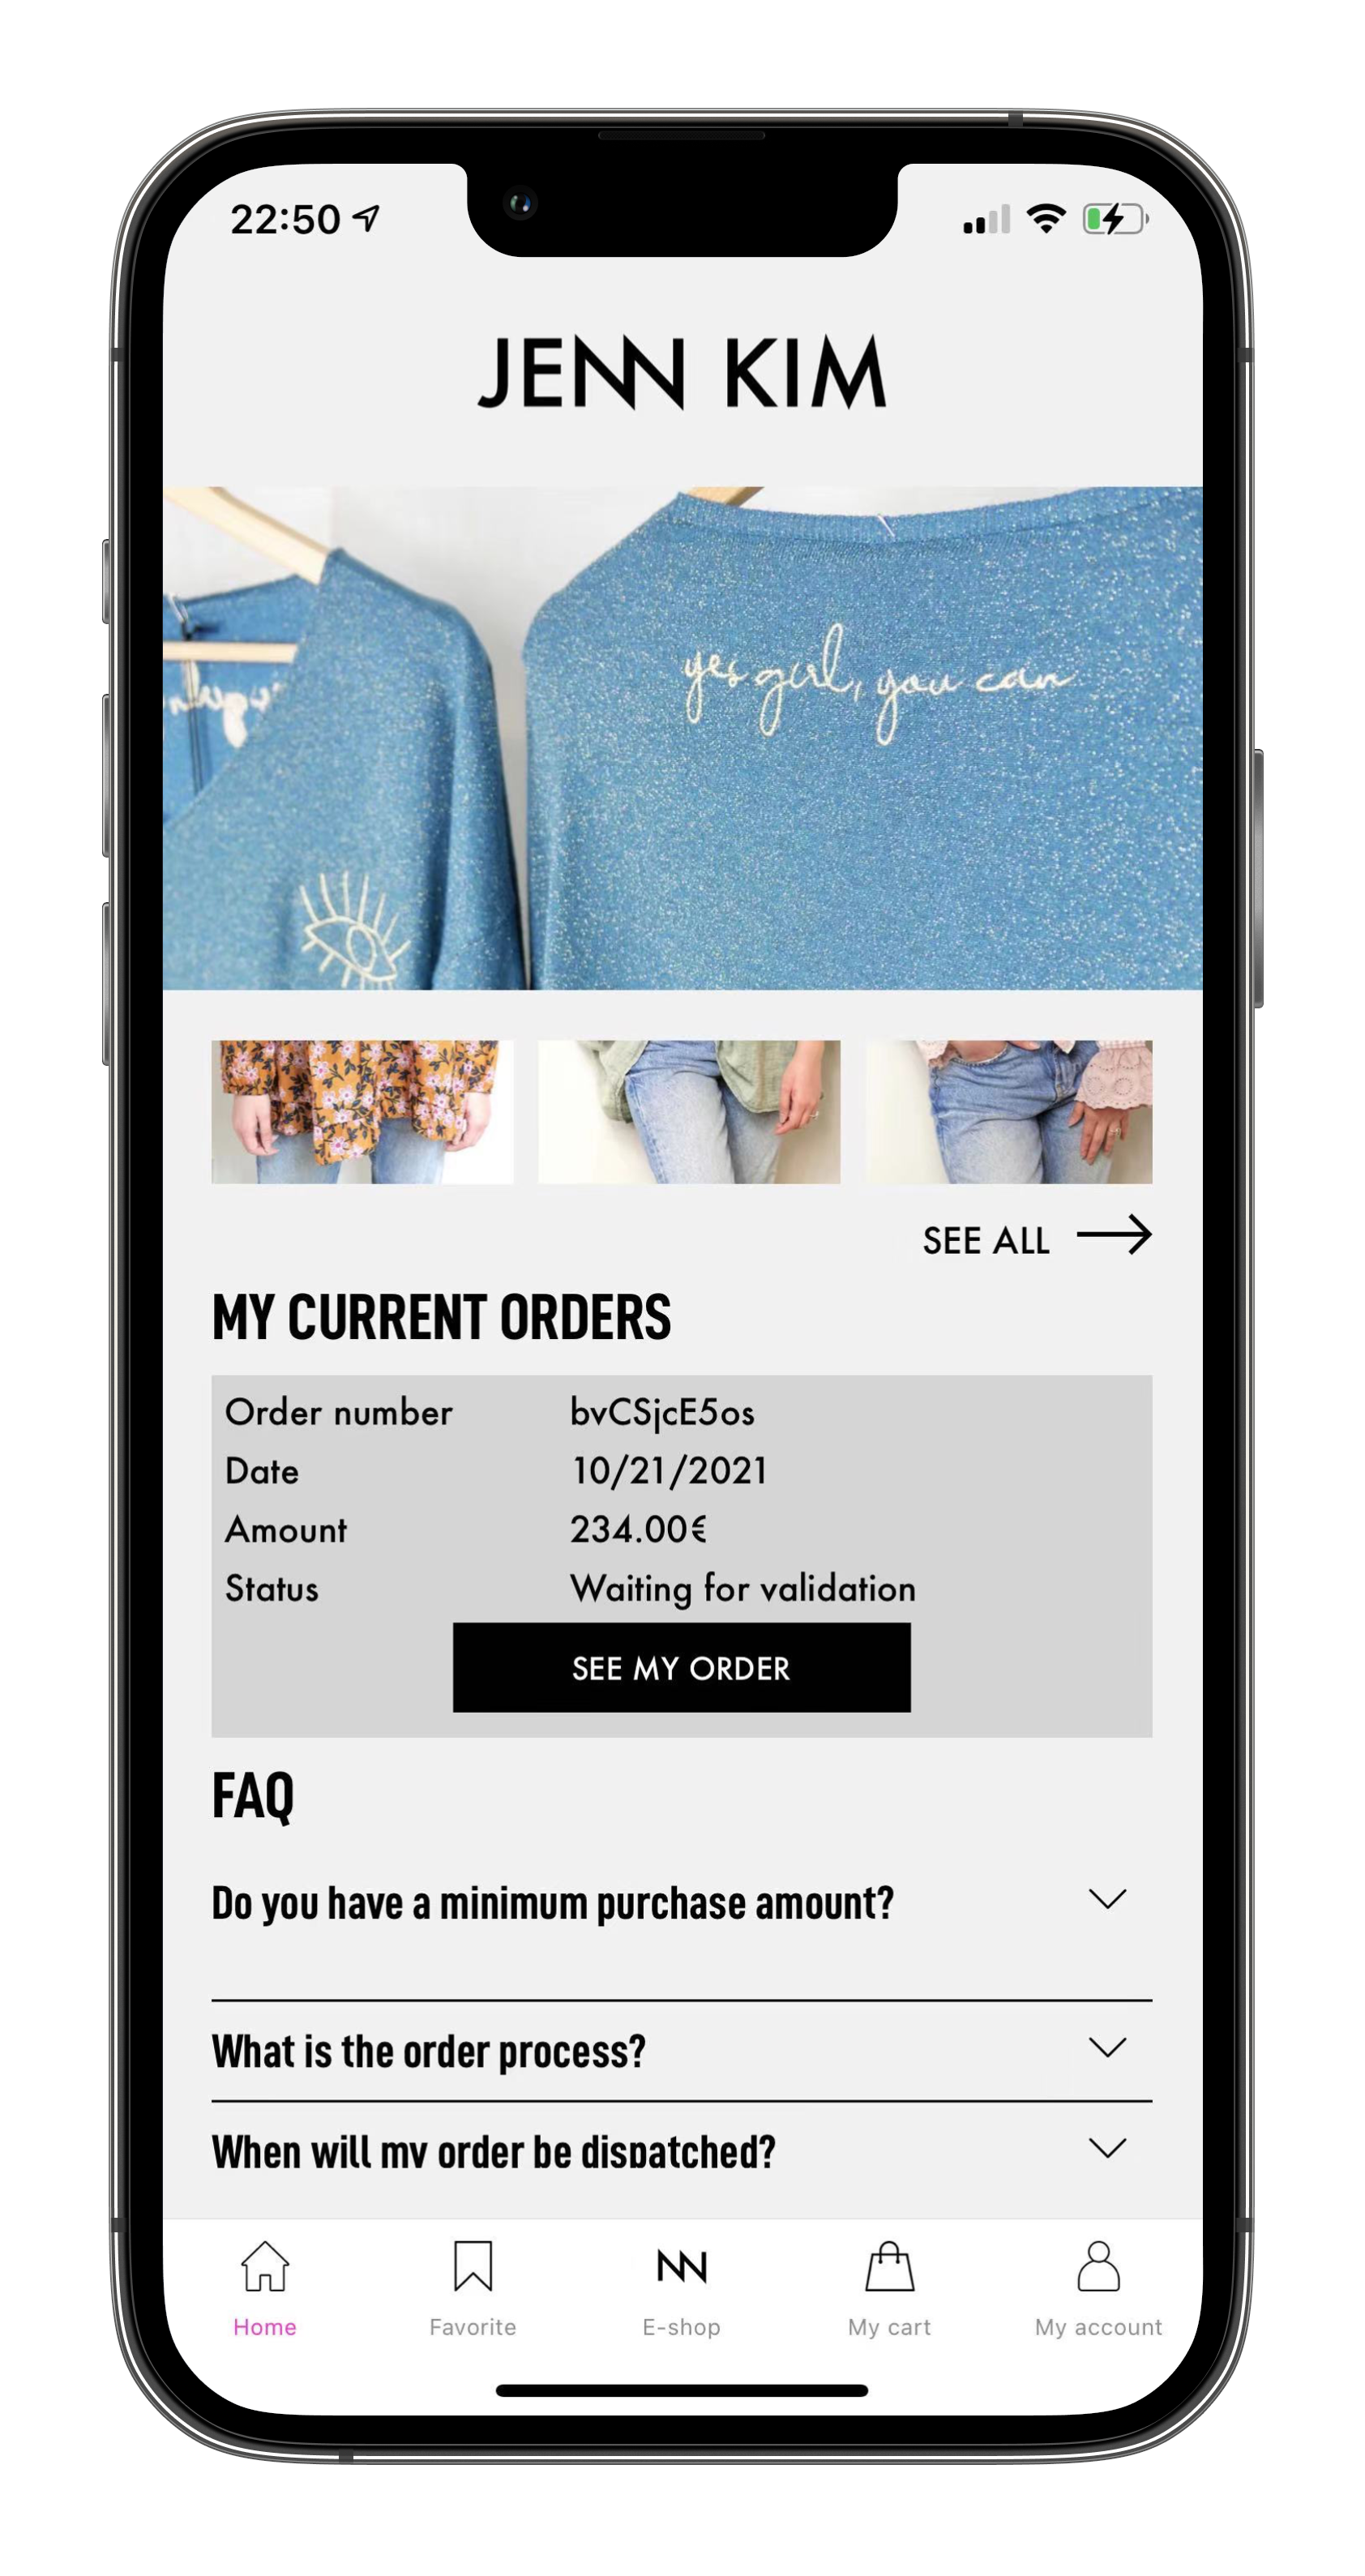 22:50
JENN KIM
yes girl, you can
SEE ALL
MY CURRENT ORDERS
Order number bvCSjcE5os
Date 10/21/2021
Amount 234.00€
Status Waiting for validation
SEE MY ORDER
FAQ
Do you have a minimum purchase amount?
What is the order process?
When will my order be dispatched?
Home Favorite E-shop My cart My account